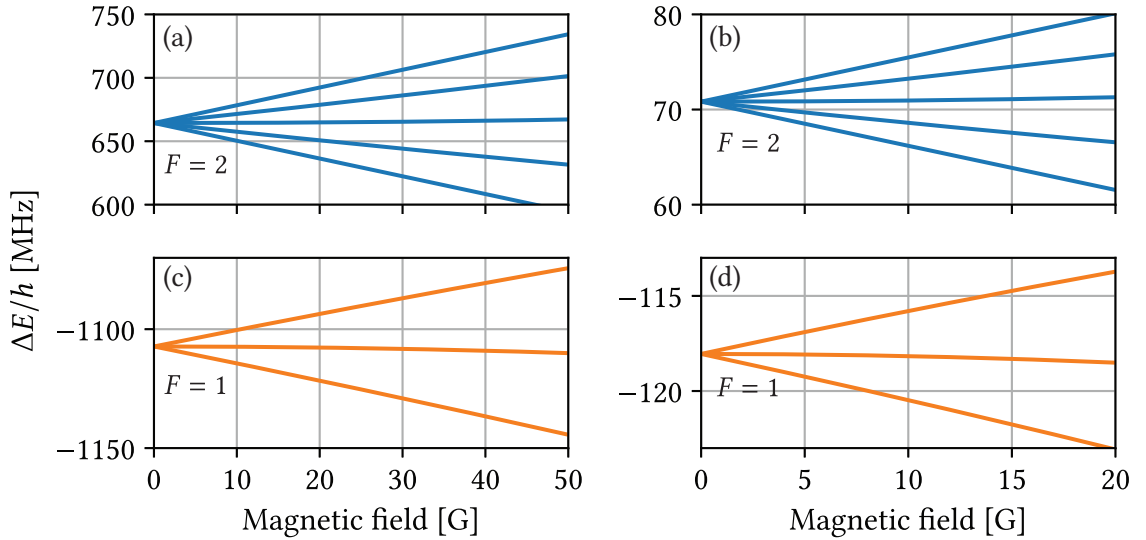 750
700
650
600
(a)
F = 2
80
70
60
(b)
F = 2
ΔE/h [MHz]
−1100
−1150
(c)
F = 1
0 10 20 30 40 50
Magnetic field [G]
−115
−120
(d)
F = 1
0 5 10 15 20
Magnetic field [G]